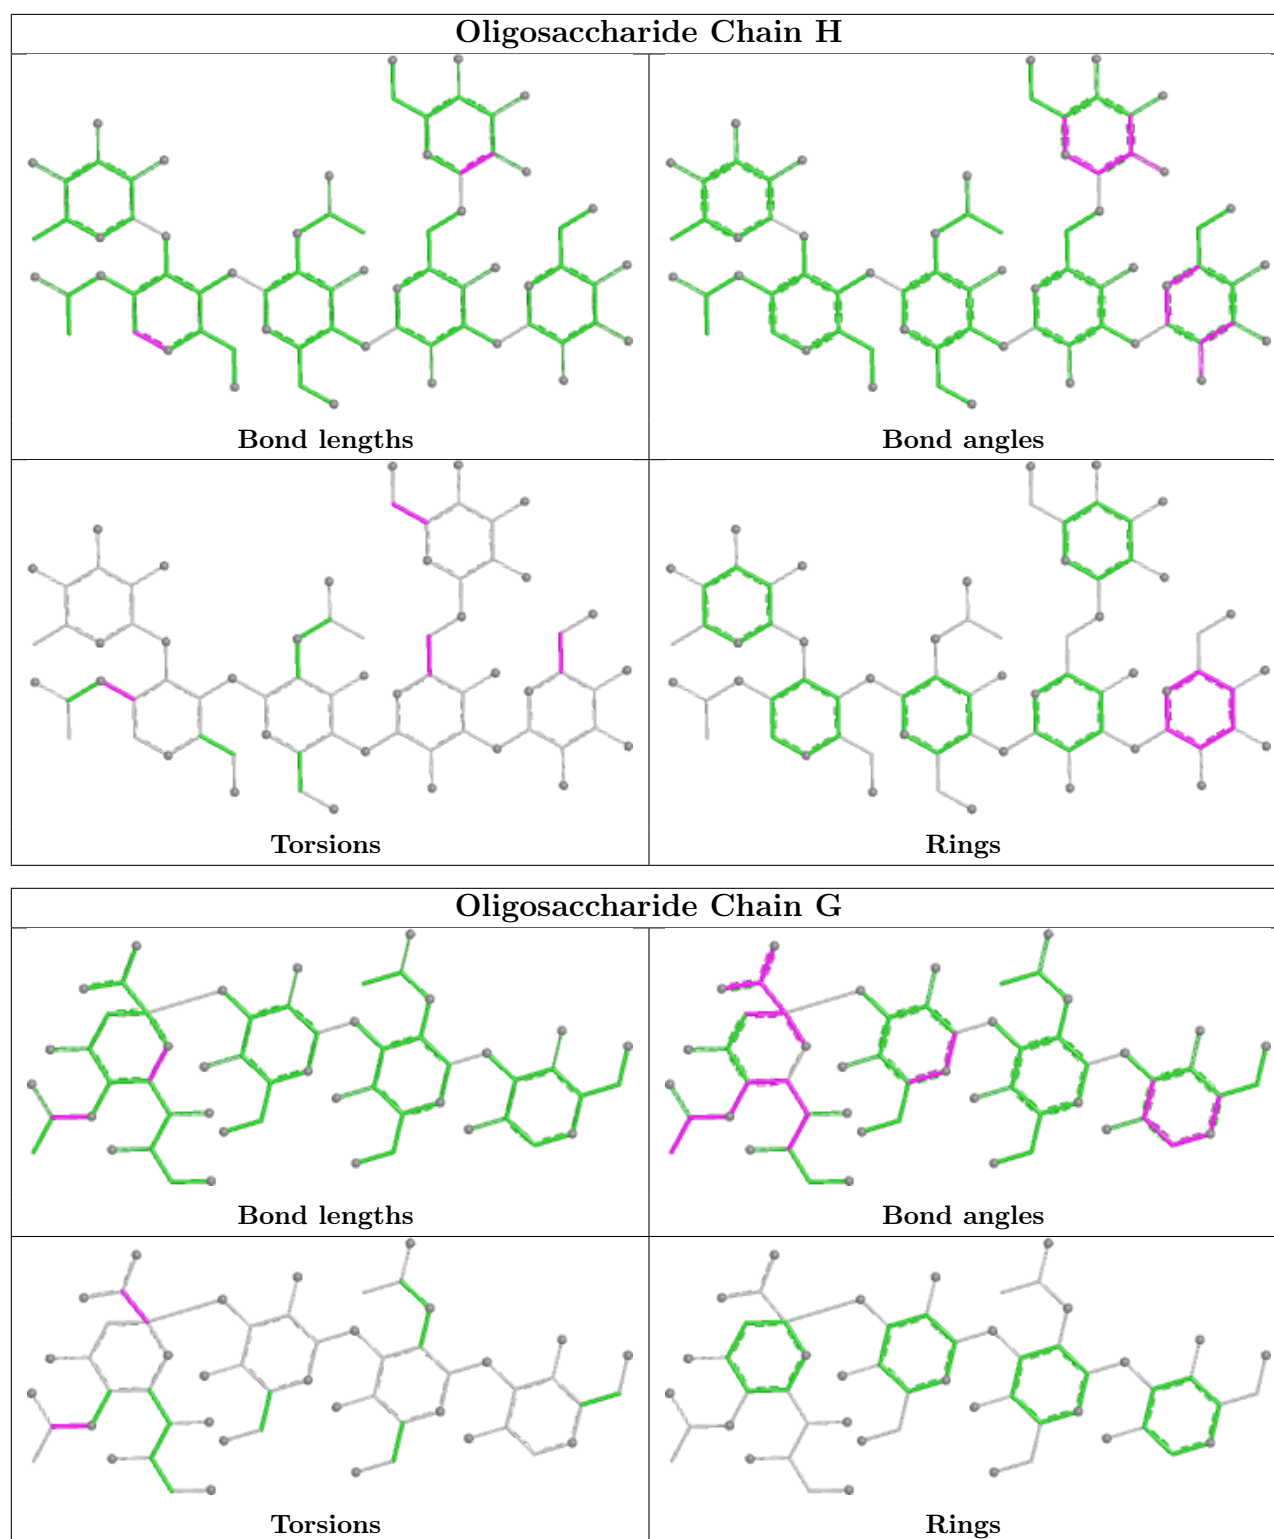 Oligosaccharide Chain H
Bond lengths
Bond angles
Torsions
Rings
Oligosaccharide Chain G
Bond lengths
Bond angles
Torsions
Rings